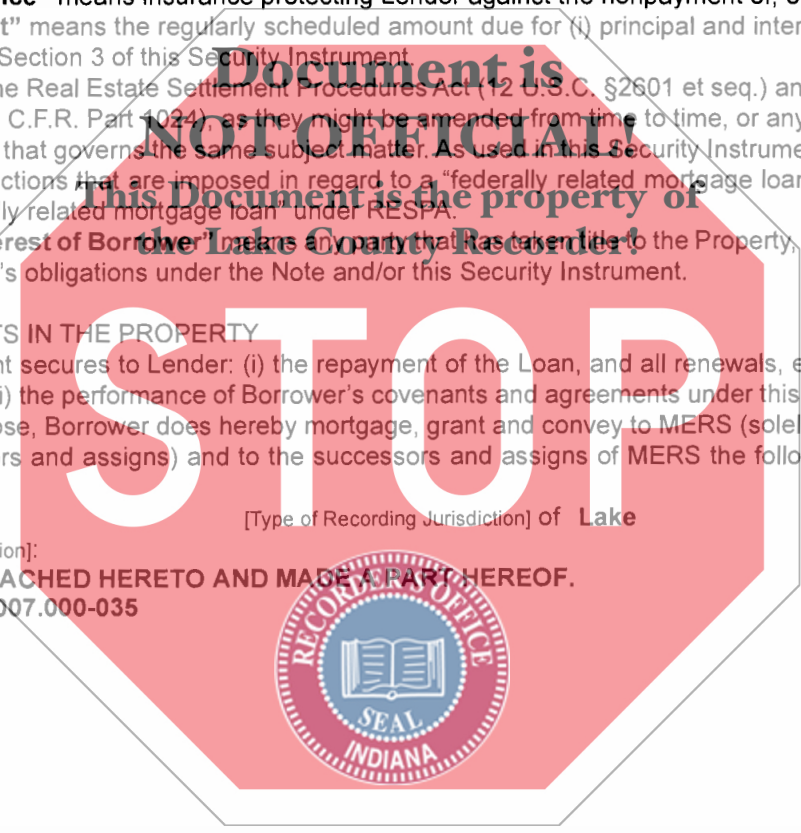 means insurance protecting Lender against the nonpayment of, o
t” means the regularly scheduled amount due for (i) principal and inter
Section 3 of this Security Instrument.
ne Real Estate Settlement Procedures Act (12 U.S.C. §2601 et seq.) an
C.F.R. Part 1024), as they might be amended from time to time, or any
that governs the same subject matter. As used in this Security Instrume
ctions that are imposed in regard to a “federally related mortgage loan
ly related mortgage loan” under RESPA.
erest of Borrower” means any party that has taken title to the Property,
’s obligations under the Note and/or this Security Instrument.
Document is
NOT OFFICIAL!
This Document is the property of
the Lake County Recorder!
TS IN THE PROPERTY
nt secures to Lender: (i) the repayment of the Loan, and all renewals, e
i) the performance of Borrower’s covenants and agreements under this
ose, Borrower does hereby mortgage, grant and convey to MERS (solel
rs and assigns) and to the successors and assigns of MERS the follo
STOP
[Type of Recording Jurisdiction] of Lake
ion]:
ACHED HERETO AND MADE A PART HEREOF.
007.000-035
RECORDER'S OFFICE
SEAL
INDIANA